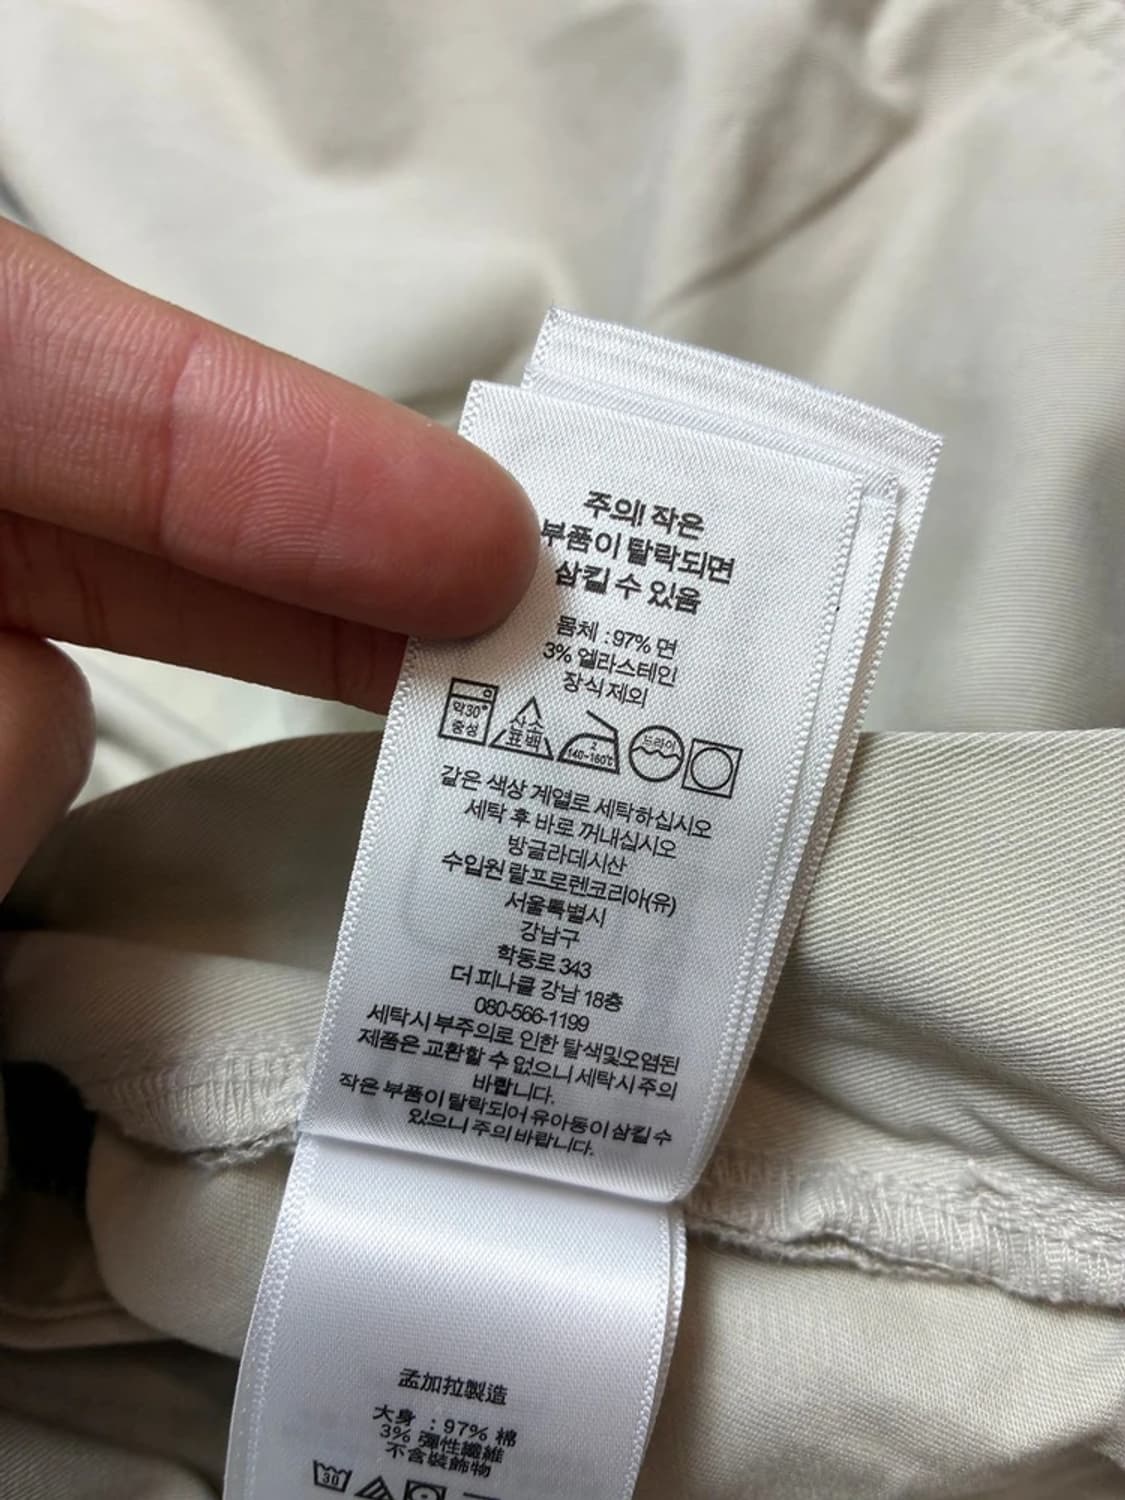 주의! 작은
부품이 탈락되면
삼킬 수 있음
몸체 : 97% 면
3% 엘라스테인
장식 제외
약30°
중성
산소
표백
2
140~160℃
드라이
같은 색상 계열로 세탁하십시오
세탁 후 바로 꺼내십시오
방글라데시산
수입원 랄프로렌코리아(유)
서울특별시
강남구
학동로 343
더 피나클 강남 18층
080-566-1199
세탁시 부주의로 인한 탈색및오염된
제품은 교환할 수 없으니 세탁시 주의
바랍니다.
작은 부품이 탈락되어 유아동이 삼킬 수
있으니 주의 바랍니다.
孟加拉製造
大身 : 97% 棉
3% 彈性纖維
不含裝飾物
30